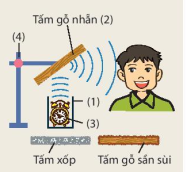 Tấm gỗ nhẵn (2)
(4)
(1)
(3)
Tấm xốp
Tấm gỗ sần sùi